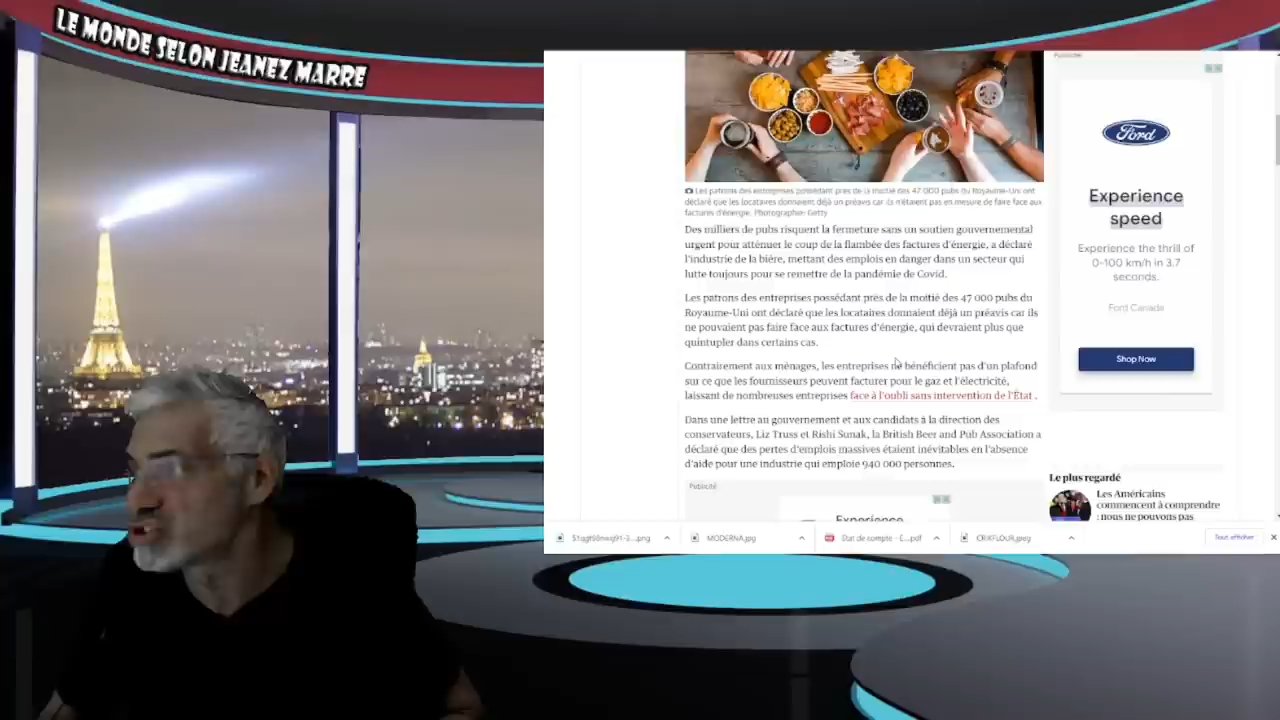 LE MONDE SELON JEANEZ MARRE
Publicité
Les patrons des entreprises possédant près de la moitié des 47 000 pubs du Royaume-Uni ont
déclaré que les locataires donnaient déjà un préavis car ils n'étaient pas en mesure de faire face aux
factures d'énergie. Photographie: Getty
Des milliers de pubs risquent la fermeture sans un soutien gouvernemental
urgent pour atténuer le coup de la flambée des factures d'énergie, a déclaré
l'industrie de la bière, mettant des emplois en danger dans un secteur qui
lutte toujours pour se remettre de la pandémie de Covid.
Les patrons des entreprises possédant près de la moitié des 47 000 pubs du
Royaume-Uni ont déclaré que les locataires donnaient déjà un préavis car ils
ne pouvaient pas faire face aux factures d'énergie, qui devraient plus que
quintupler dans certains cas.
Contrairement aux ménages, les entreprises ne bénéficient pas d'un plafond
sur ce que les fournisseurs peuvent facturer pour le gaz et l'électricité,
laissant de nombreuses entreprises face à l'oubli sans intervention de l'État .
Dans une lettre au gouvernement et aux candidats à la direction des
conservateurs, Liz Truss et Rishi Sunak, la British Beer and Pub Association a
déclaré que des pertes d'emplois massives étaient inévitables en l'absence
d'aide pour une industrie qui emploie 940 000 personnes.
Publicité
Experience
Ford
Experience
speed
Experience the thrill of
0-100 km/h in 3.7
seconds.
Ford Canada
Shop Now
Le plus regardé
Les Américains
commencent à comprendre
: nous ne pouvons pas
MODERNA.jpg
État de compte - E....pdf
CRIKFLOUR.jpeg
Tout afficher